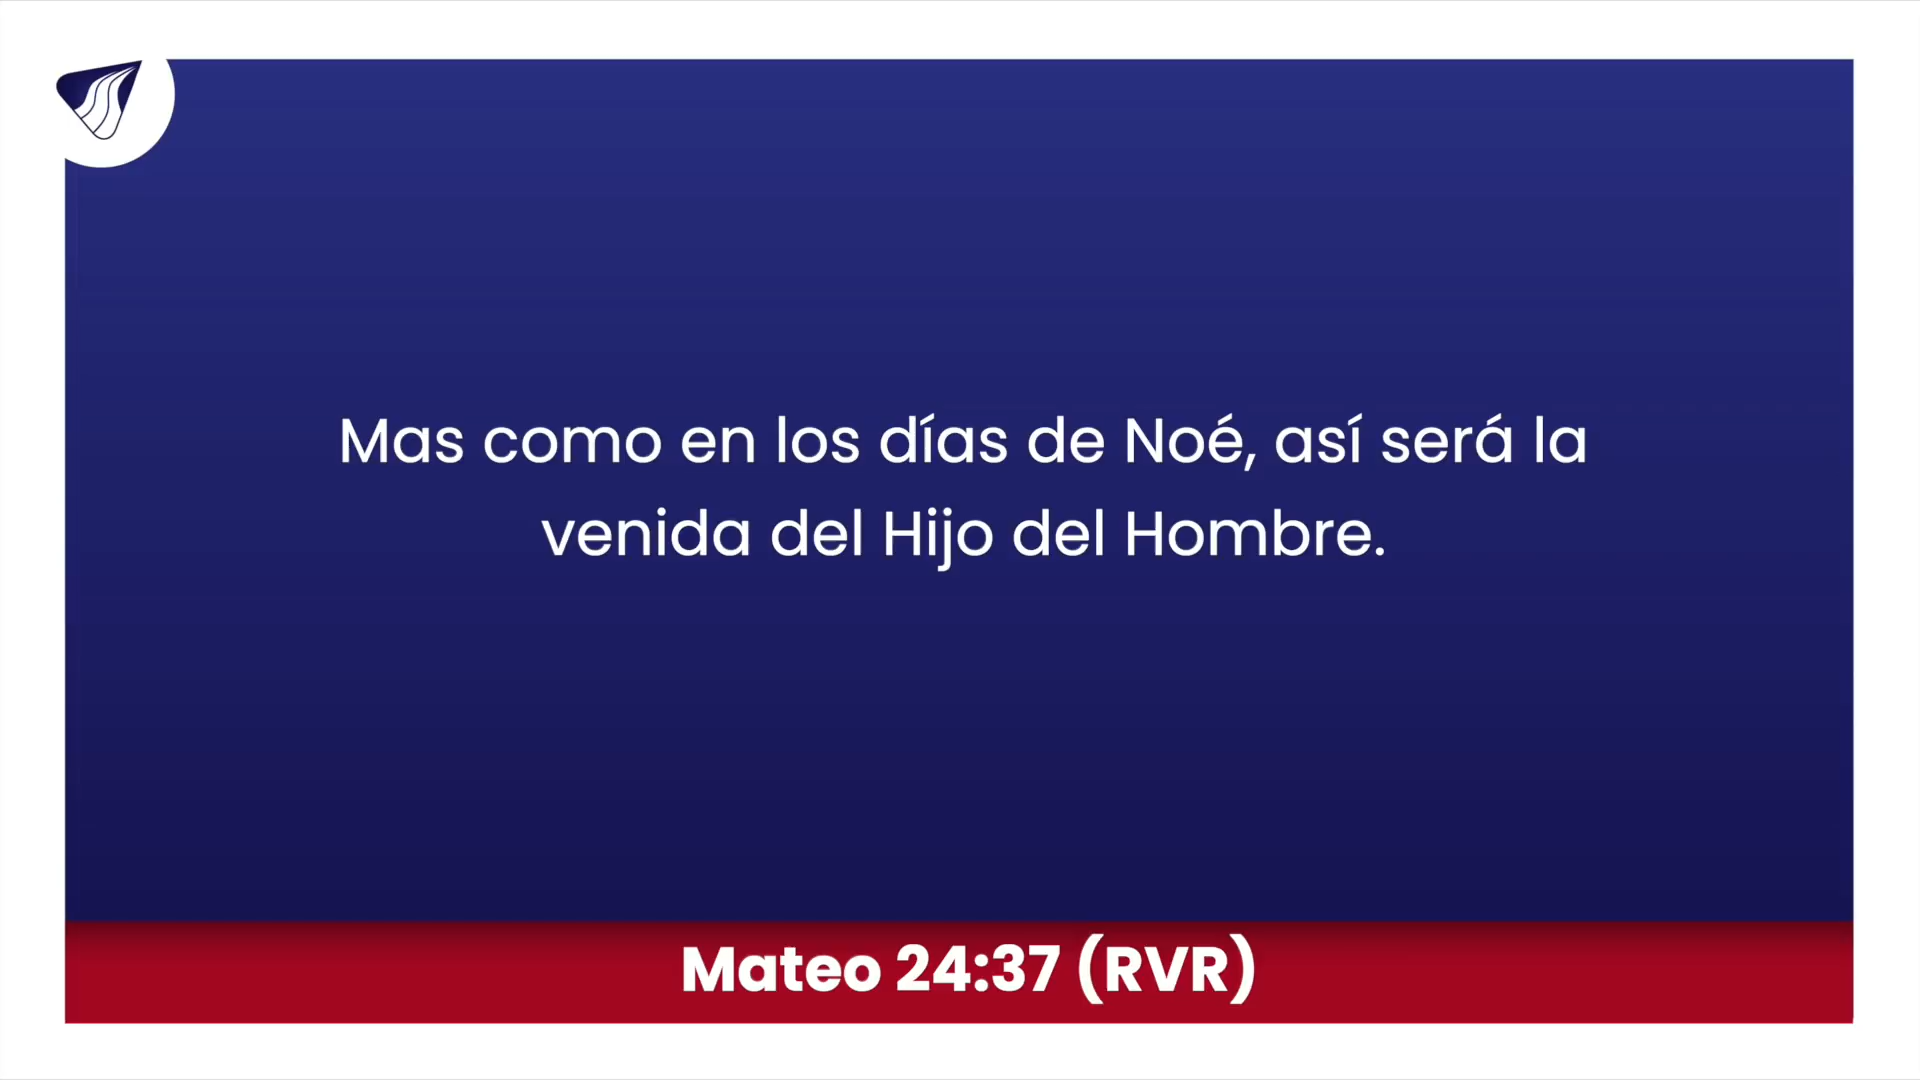 Mas como en los días de Noé, así será la
venida del Hijo del Hombre.
Mateo 24:37 (RVR)